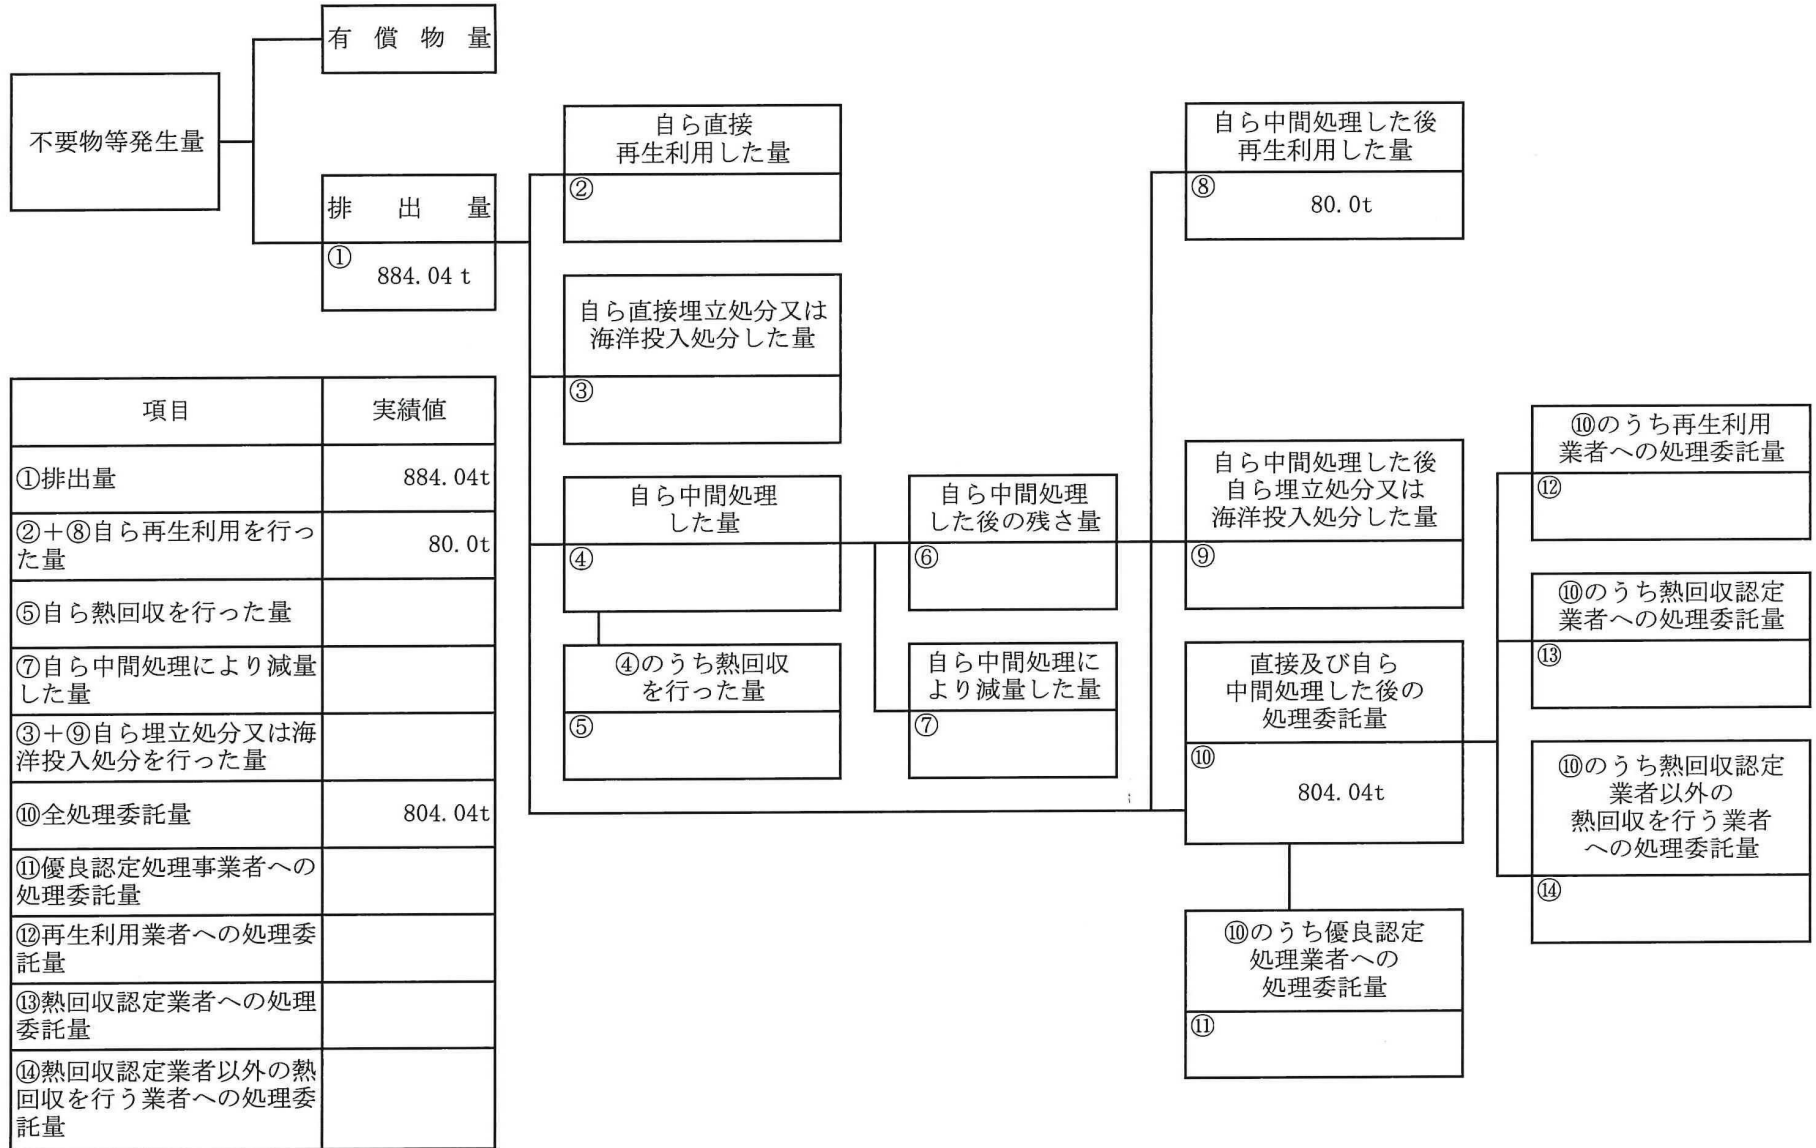 有償物量
不要物等発生量
排出量
①
884.04 t
自ら直接
再生利用した量
②
自ら直接埋立処分又は
海洋投入処分した量
③
自ら中間処理
した量
④
④のうち熱回収
を行った量
⑤
自ら中間処理
した後の残さ量
⑥
自ら中間処理に
より減量した量
⑦
自ら中間処理した後
再生利用した量
⑧
80.0t
自ら中間処理した後
自ら埋立処分又は
海洋投入処分した量
⑨
直接及び自ら
中間処理した後の
処理委託量
⑩
804.04t
⑩のうち優良認定
処理業者への
処理委託量
⑪
⑩のうち再生利用
業者への処理委託量
⑫
⑩のうち熱回収認定
業者への処理委託量
⑬
⑩のうち熱回収認定
業者以外の
熱回収を行う業者
への処理委託量
⑭
項目 実績値
①排出量 884.04t
②+⑧自ら再生利用を行っ
た量 80.0t
⑤自ら熱回収を行った量
⑦自ら中間処理により減量
した量
③+⑨自ら埋立処分又は海
洋投入処分を行った量
⑩全処理委託量 804.04t
⑪優良認定処理事業者への
処理委託量
⑫再生利用業者への処理委
託量
⑬熱回収認定業者への処理
委託量
⑭熱回収認定業者以外の熱
回収を行う業者への処理委
託量